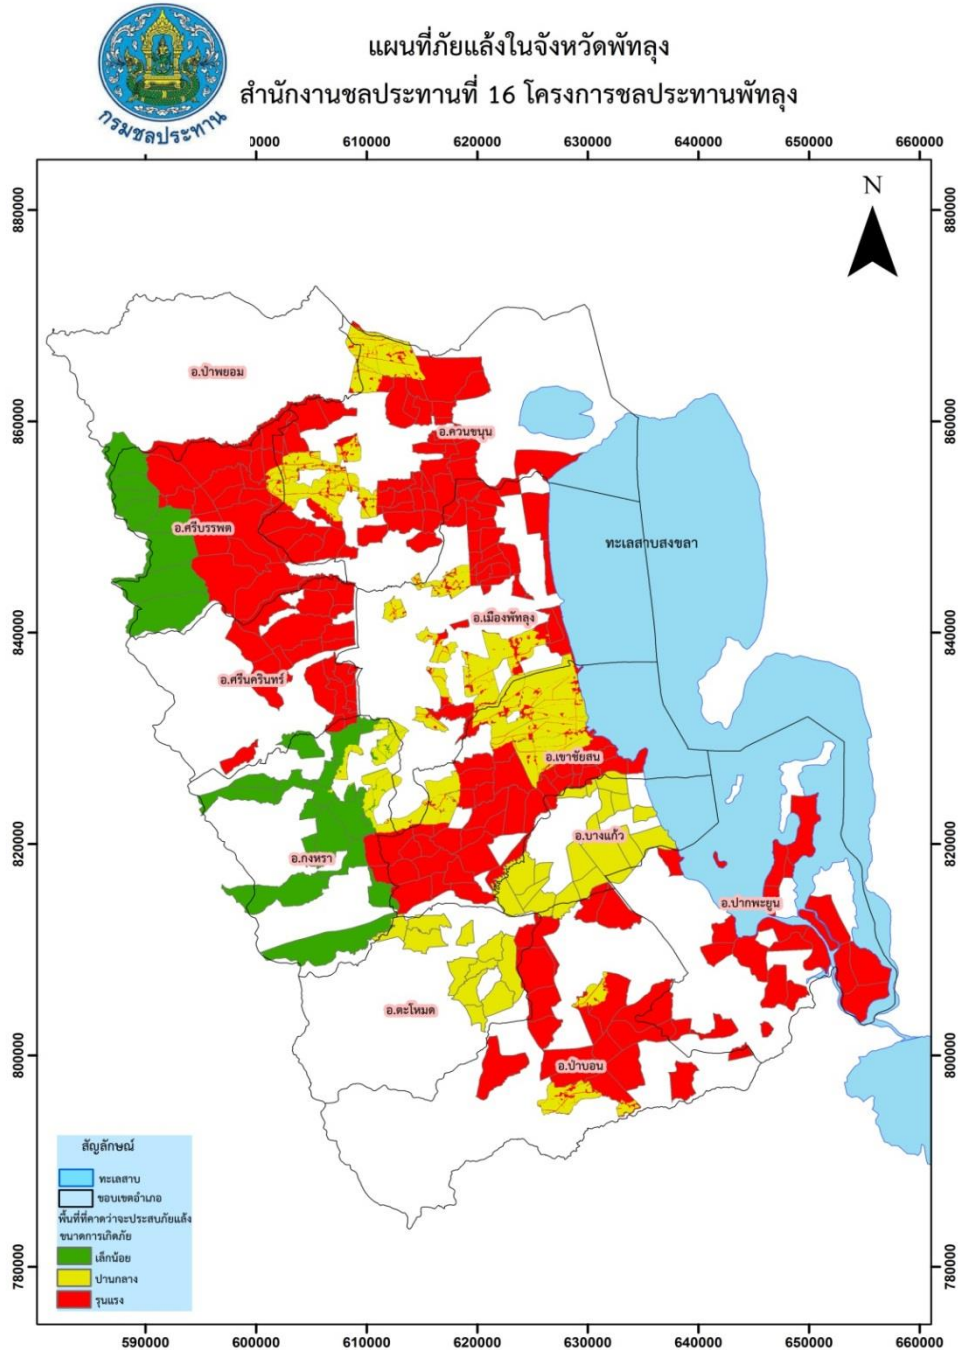 แผนที่ภัยแล้งในจังหวัดพัทลุง
สำนักงานชลประทานที่ 16 โครงการชลประทานพัทลุง
กรมชลประทาน
00000 610000 620000 630000 640000 650000 660000
N
880000 880000
อ.ป่าพยอม
860000 860000
อ.ควนขนุน
อ.ศรีบรรพต
ทะเลสาบสงขลา
อ.เมืองพัทลุง
840000 840000
อ.ศรีนครินทร์
อ.เขาชัยสน
อ.บางแก้ว
820000 820000
อ.กงหรา
อ.ปากพะยูน
อ.ตะโหมด
800000 800000
อ.ป่าบอน
สัญลักษณ์
ทะเลสาบ
ขอบเขตอำเภอ
พื้นที่ที่คาดว่าจะประสบภัยแล้ง
ขนาดการเกิดภัย
เล็กน้อย
780000 780000
ปานกลาง
รุนแรง
590000 600000 610000 620000 630000 640000 650000 660000